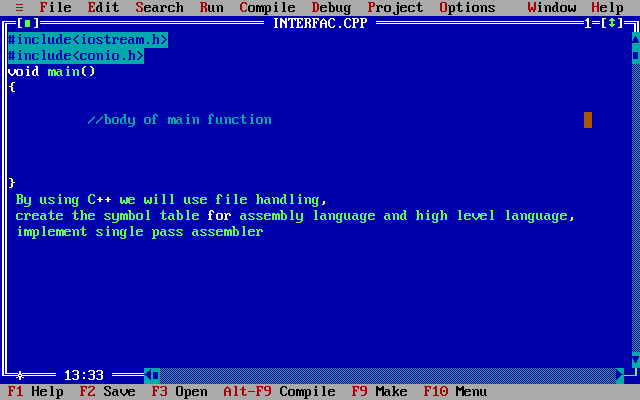 ≡ File Edit Search Run Compile Debug Project Options Window Help
[■] INTERFAC.CPP 1=[↕]
#include<iostream.h>
#include<conio.h>
void main()
{
//body of main function
}
By using C++ we will use file handling,
create the symbol table for assembly language and high level language,
implement single pass assembler
13:33
F1 Help F2 Save F3 Open Alt-F9 Compile F9 Make F10 Menu